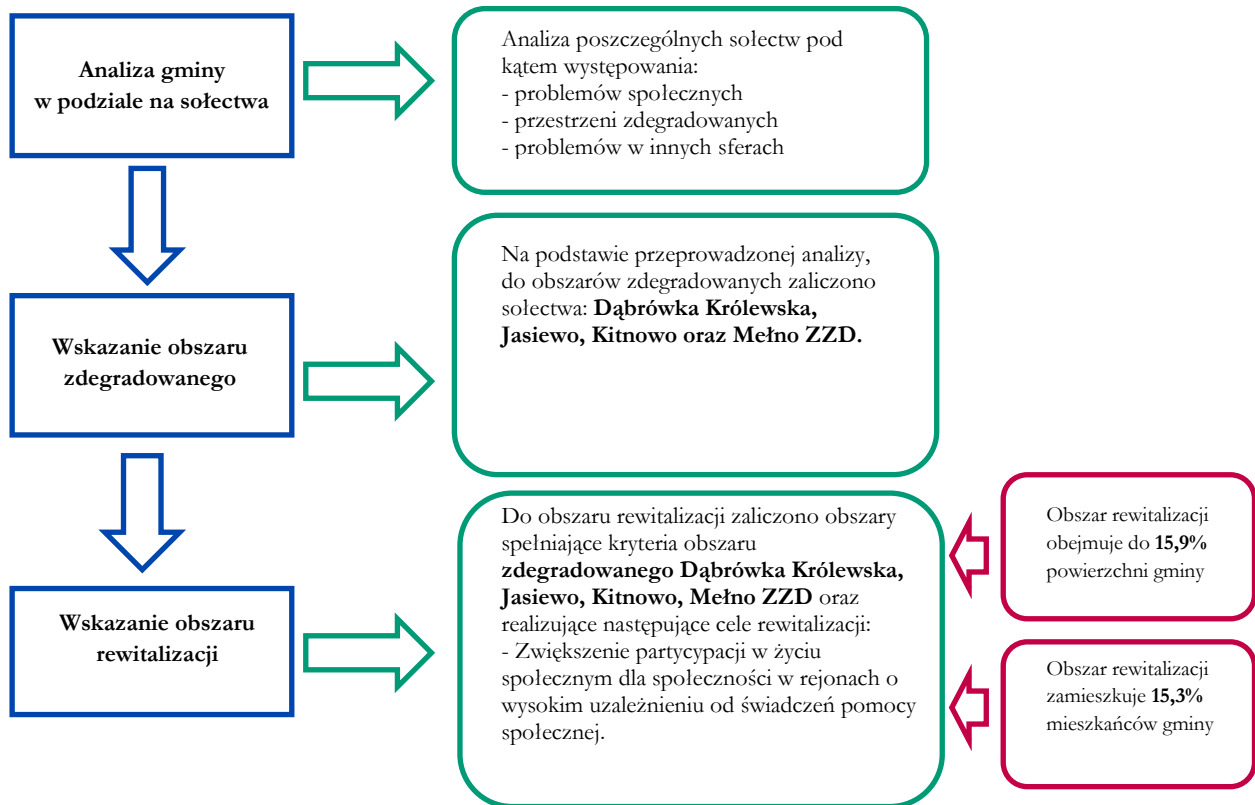 Analiza gminy
w podziale na sołectwa
Analiza poszczególnych sołectw pod
kątem występowania:
- problemów społecznych
- przestrzeni zdegradowanych
- problemów w innych sferach
Wskazanie obszaru
zdegradowanego
Na podstawie przeprowadzonej analizy,
do obszarów zdegradowanych zaliczono
sołectwa: Dąbrówka Królewska,
Jasiewo, Kitnowo oraz Mełno ZZD.
Wskazanie obszaru
rewitalizacji
Do obszaru rewitalizacji zaliczono obszary
spełniające kryteria obszaru
zdegradowanego Dąbrówka Królewska,
Jasiewo, Kitnowo, Mełno ZZD oraz
realizujące następujące cele rewitalizacji:
- Zwiększenie partycypacji w życiu
społecznym dla społeczności w rejonach o
wysokim uzależnieniu od świadczeń pomocy
społecznej.
Obszar rewitalizacji
obejmuje do 15,9%
powierzchni gminy
Obszar rewitalizacji
zamieszkuje 15,3%
mieszkańców gminy